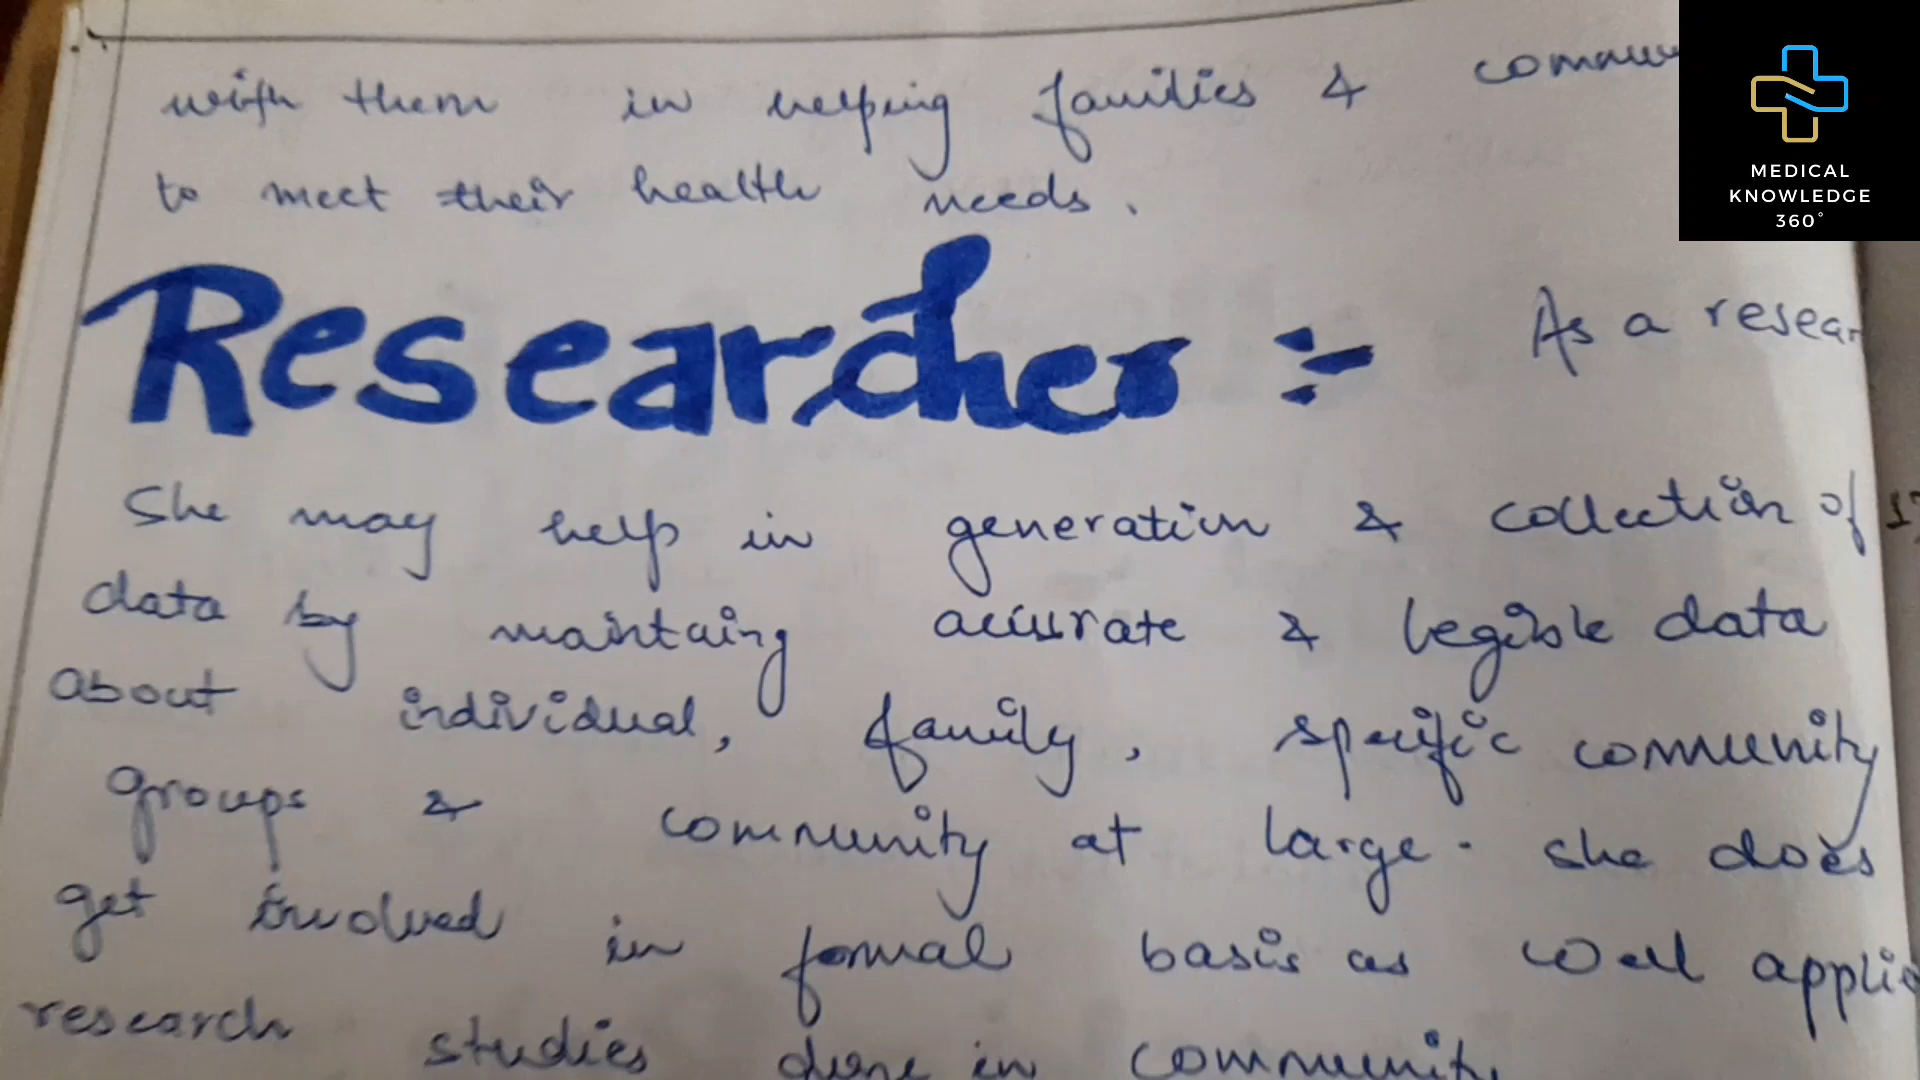 with them in helping families & commu
to meet their health needs.
Researcher :- As a resear
She may help in generation & collection of
data by maintaing accurate & legible data
about individual, family, specific community
groups & community at large. she does
get involved in formal basis as well applie
research studies done in community
MEDICAL
KNOWLEDGE
360°